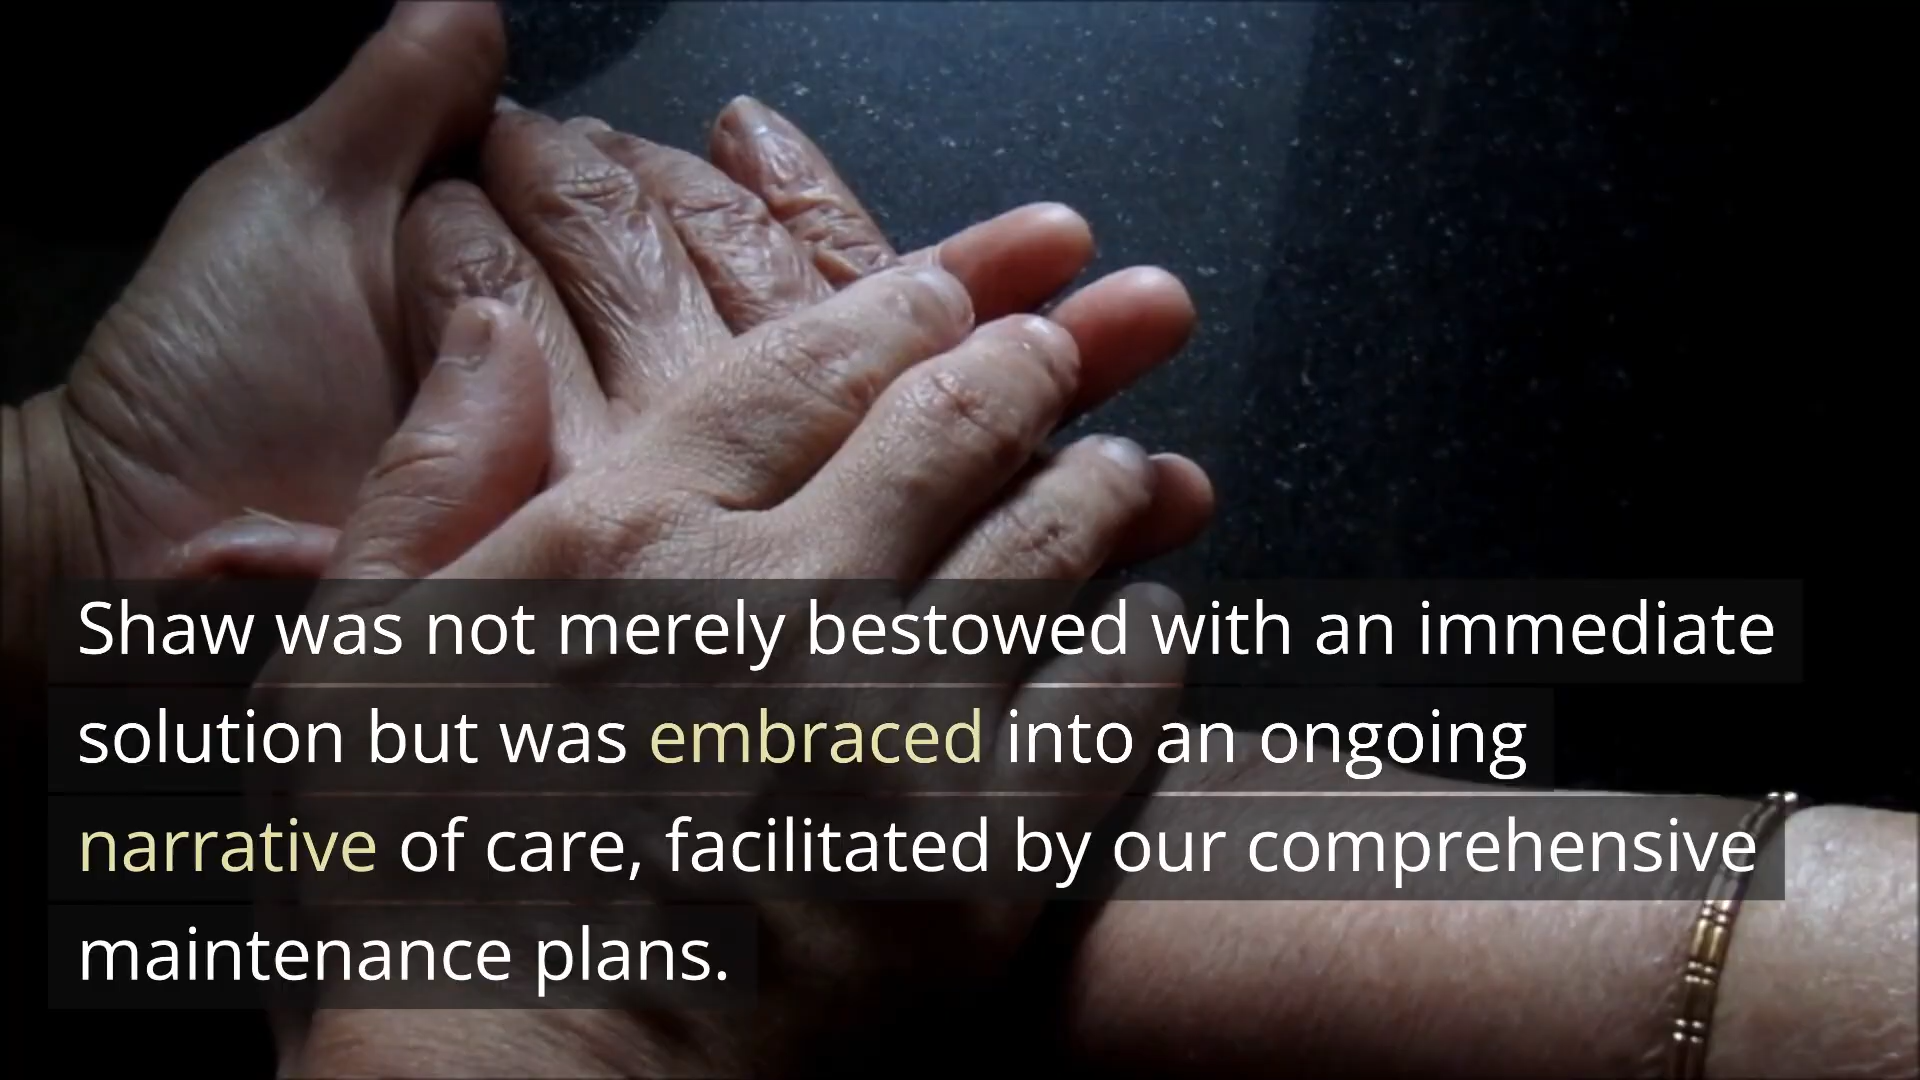 Shaw was not merely bestowed with an immediate
solution but was embraced into an ongoing
narrative of care, facilitated by our comprehensive
maintenance plans.